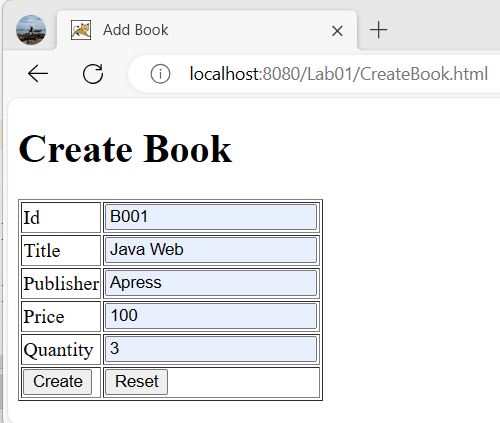 Add Book
localhost:8080/Lab01/CreateBook.html
Create Book
Id B001
Title Java Web
Publisher Apress
Price 100
Quantity 3
Create Reset